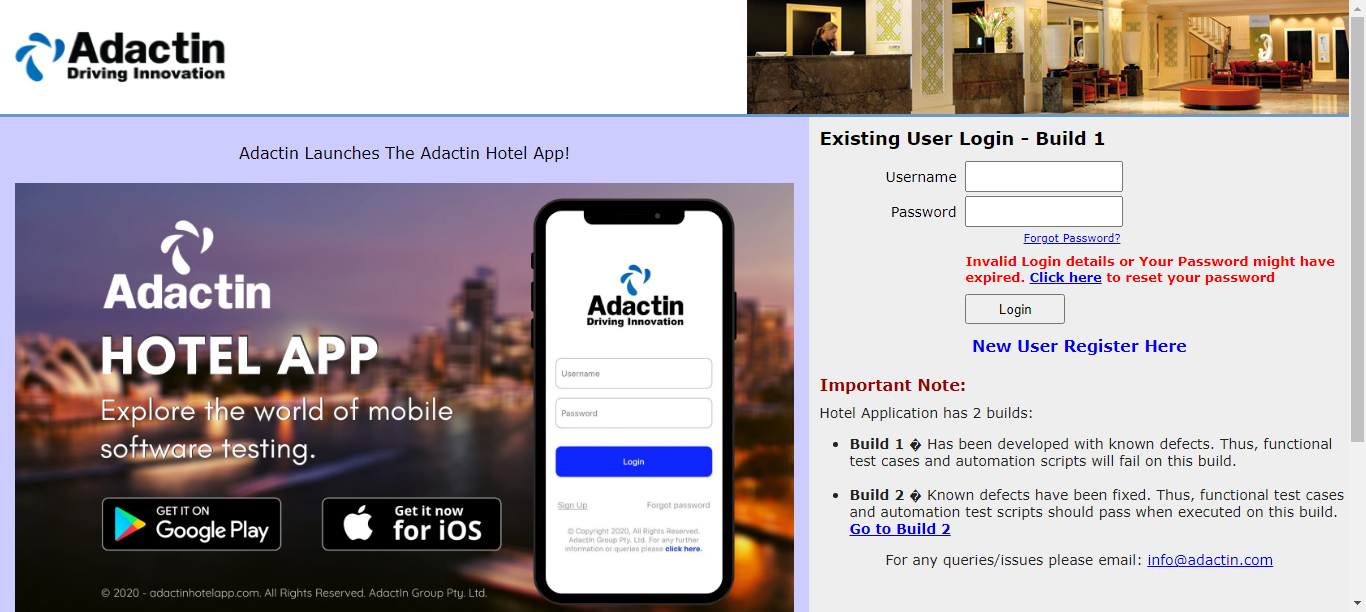 Adactin
Driving Innovation
Adactin Launches The Adactin Hotel App!
Adactin
HOTEL APP
Explore the world of mobile
software testing.
GET IT ON
Google Play
Get it now
for iOS
© 2020 - adactinhotelapp.com. All Rights Reserved. AdactIn Group Pty. Ltd.
Adactin
Driving Innovation
Username
Password
Login
Sign Up Forgot password
© Copyright 2020, All Rights Reserved.
AdactIn Group Pty. Ltd. For any further
information or queries please click here.
Existing User Login - Build 1
Username
Password
Forgot Password?
Invalid Login details or Your Password might have
expired. Click here to reset your password
Login
New User Register Here
Important Note:
Hotel Application has 2 builds:
• Build 1 � Has been developed with known defects. Thus, functional
test cases and automation scripts will fail on this build.
• Build 2 � Known defects have been fixed. Thus, functional test cases
and automation test scripts should pass when executed on this build.
Go to Build 2
For any queries/issues please email: info@adactin.com